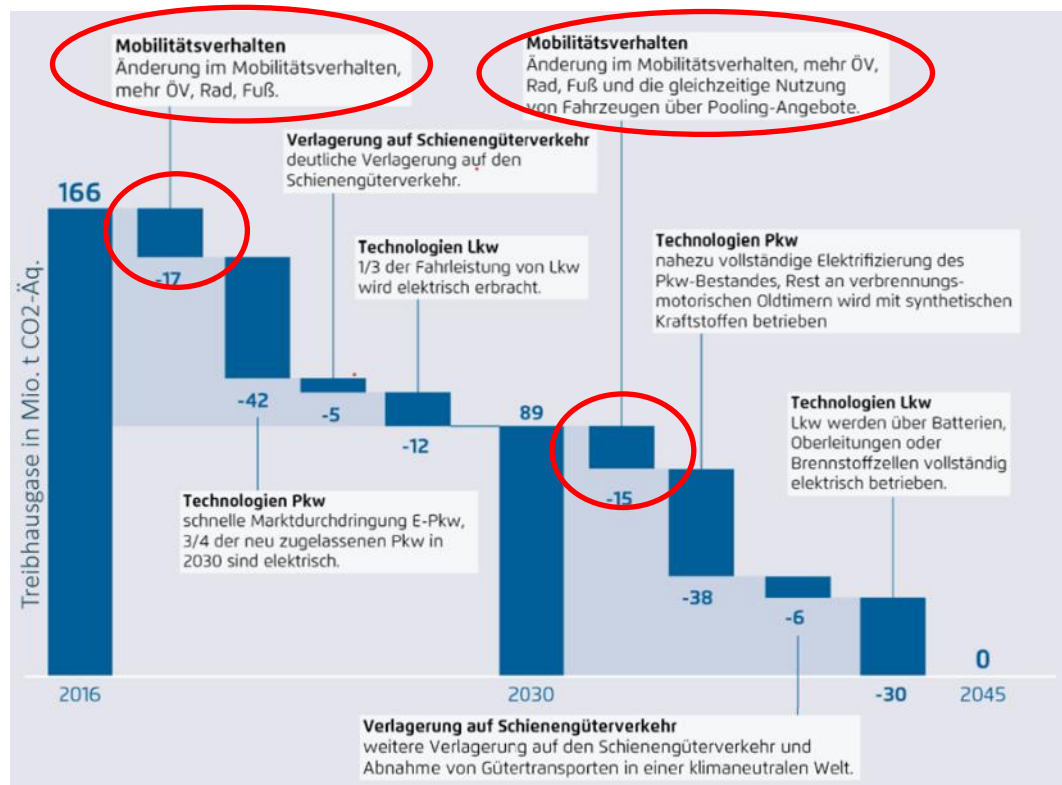 Mobilitätsverhalten
Änderung im Mobilitätsverhalten,
mehr ÖV, Rad, Fuß.
Mobilitätsverhalten
Änderung im Mobilitätsverhalten, mehr ÖV,
Rad, Fuß und die gleichzeitige Nutzung
von Fahrzeugen über Pooling-Angebote.
Verlagerung auf Schienengüterverkehr
deutliche Verlagerung auf den
Schienengüterverkehr.
166
Technologien Lkw
1/3 der Fahrleistung von Lkw
wird elektrisch erbracht.
Technologien Pkw
nahezu vollständige Elektrifizierung des
Pkw-Bestandes, Rest an verbrennungs-
motorischen Oldtimern wird mit synthetischen
Kraftstoffen betrieben
Treibhausgase in Mio. t CO2-Äq.
-17
-42
-5
-12
89
Technologien Lkw
Lkw werden über Batterien,
Oberleitungen oder
Brennstoffzellen vollständig
elektrisch betrieben.
Technologien Pkw
schnelle Marktdurchdringung E-Pkw,
3/4 der neu zugelassenen Pkw in
2030 sind elektrisch.
-15
-38
-6
0
2016
2030
-30
2045
Verlagerung auf Schienengüterverkehr
weitere Verlagerung auf den Schienengüterverkehr und
Abnahme von Gütertransporten in einer klimaneutralen Welt.